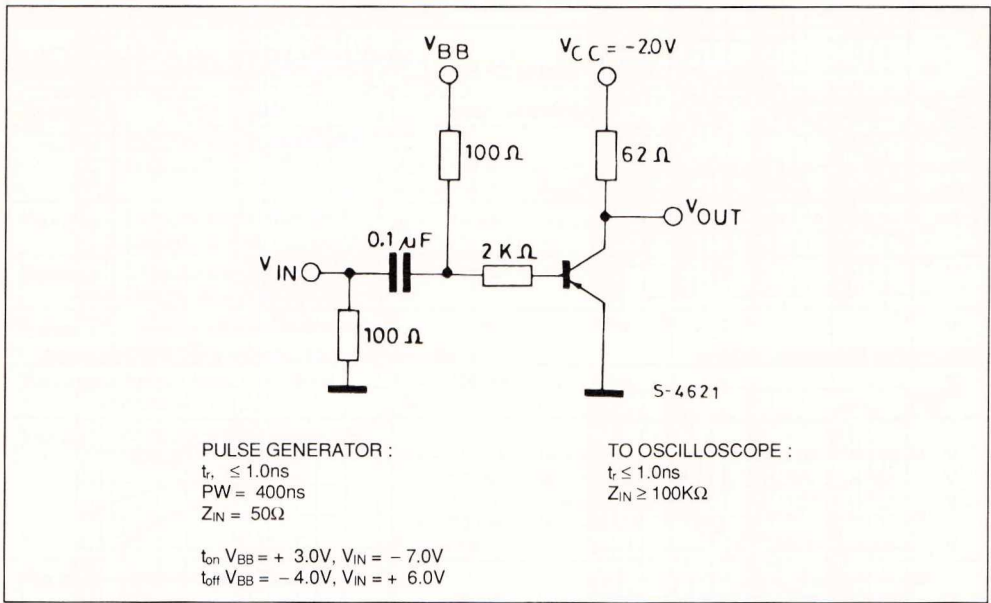 VBB
VCC = -2.0V
100 Ω
62 Ω
VOUT
0.1 μF
2 KΩ
VIN
100 Ω
S-4621
PULSE GENERATOR :
tr, ≤ 1.0ns
PW = 400ns
ZIN = 50Ω
ton VBB = + 3.0V, VIN = – 7.0V
toff VBB = – 4.0V, VIN = + 6.0V
TO OSCILLOSCOPE :
tr ≤ 1.0ns
ZIN ≥ 100KΩ